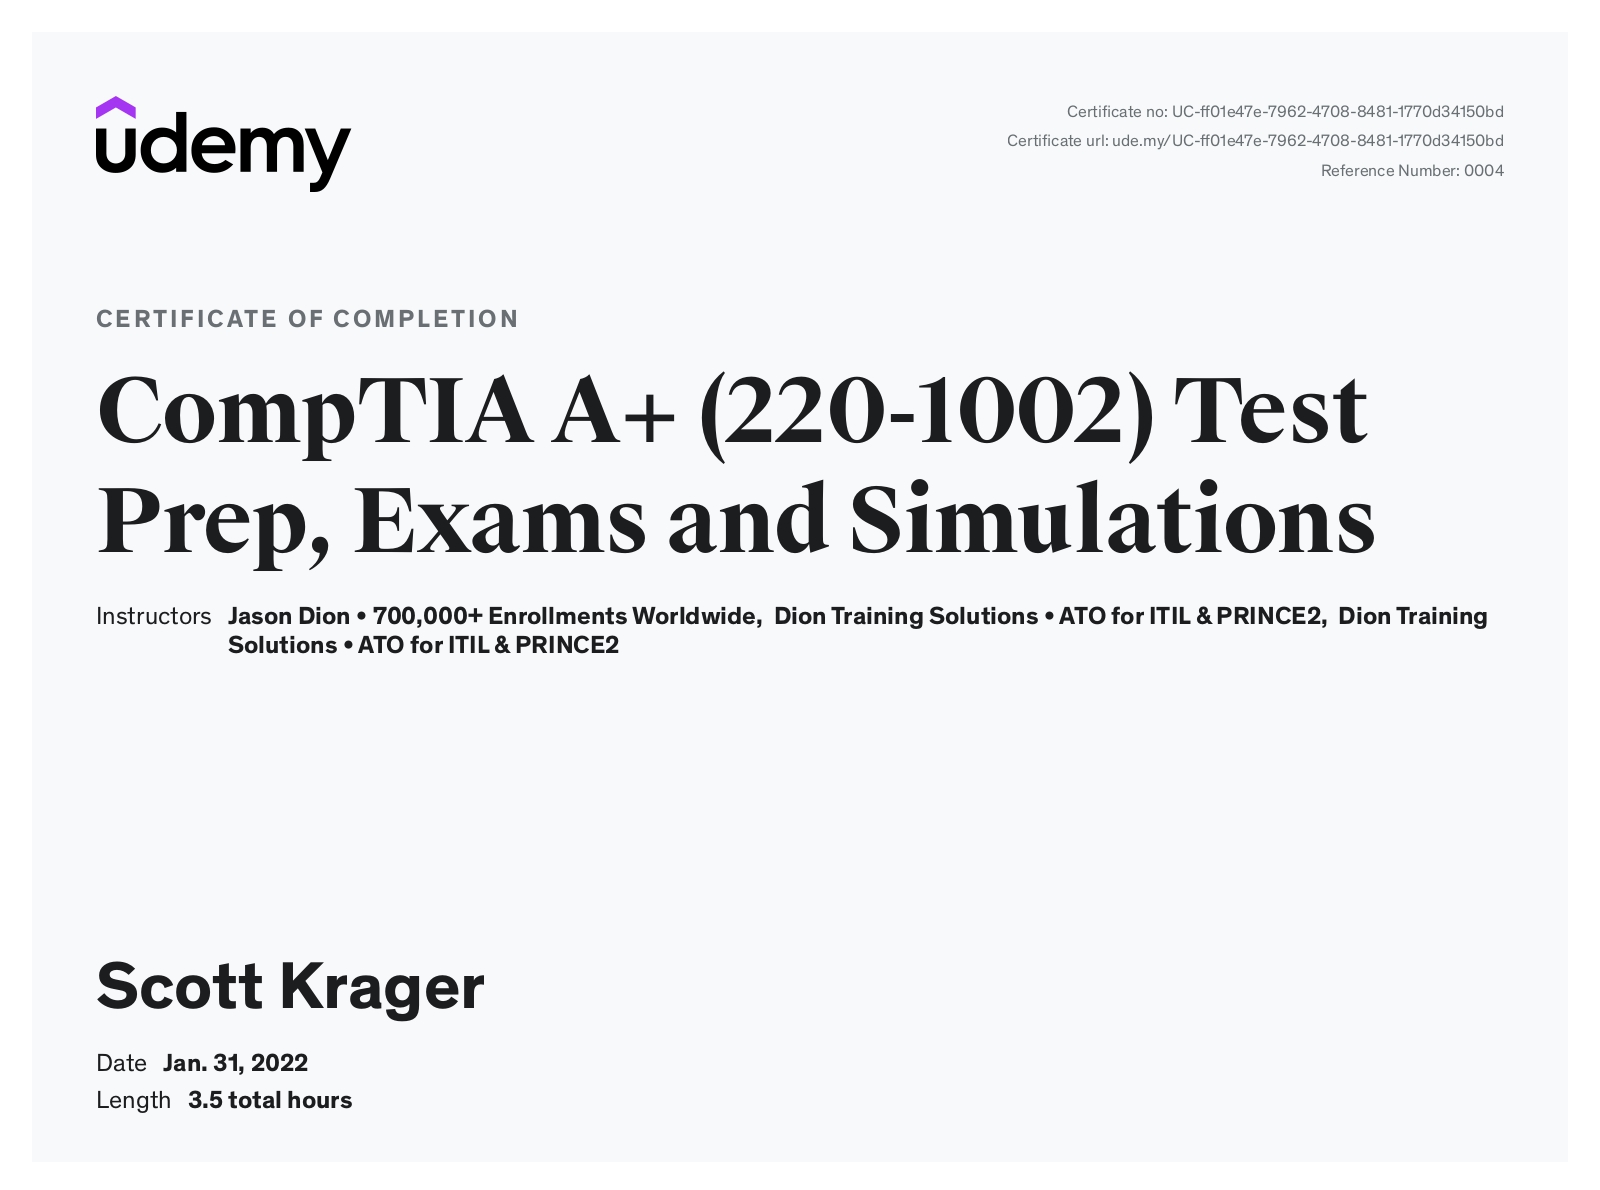 udemy
Certificate no: UC-ff01e47e-7962-4708-8481-1770d34150bd
Certificate url: ude.my/UC-ff01e47e-7962-4708-8481-1770d34150bd
Reference Number: 0004
CERTIFICATE OF COMPLETION
CompTIA A+ (220-1002) Test
Prep, Exams and Simulations
Instructors Jason Dion • 700,000+ Enrollments Worldwide, Dion Training Solutions • ATO for ITIL & PRINCE2, Dion Training
Solutions • ATO for ITIL & PRINCE2
Scott Krager
Date Jan. 31, 2022
Length 3.5 total hours